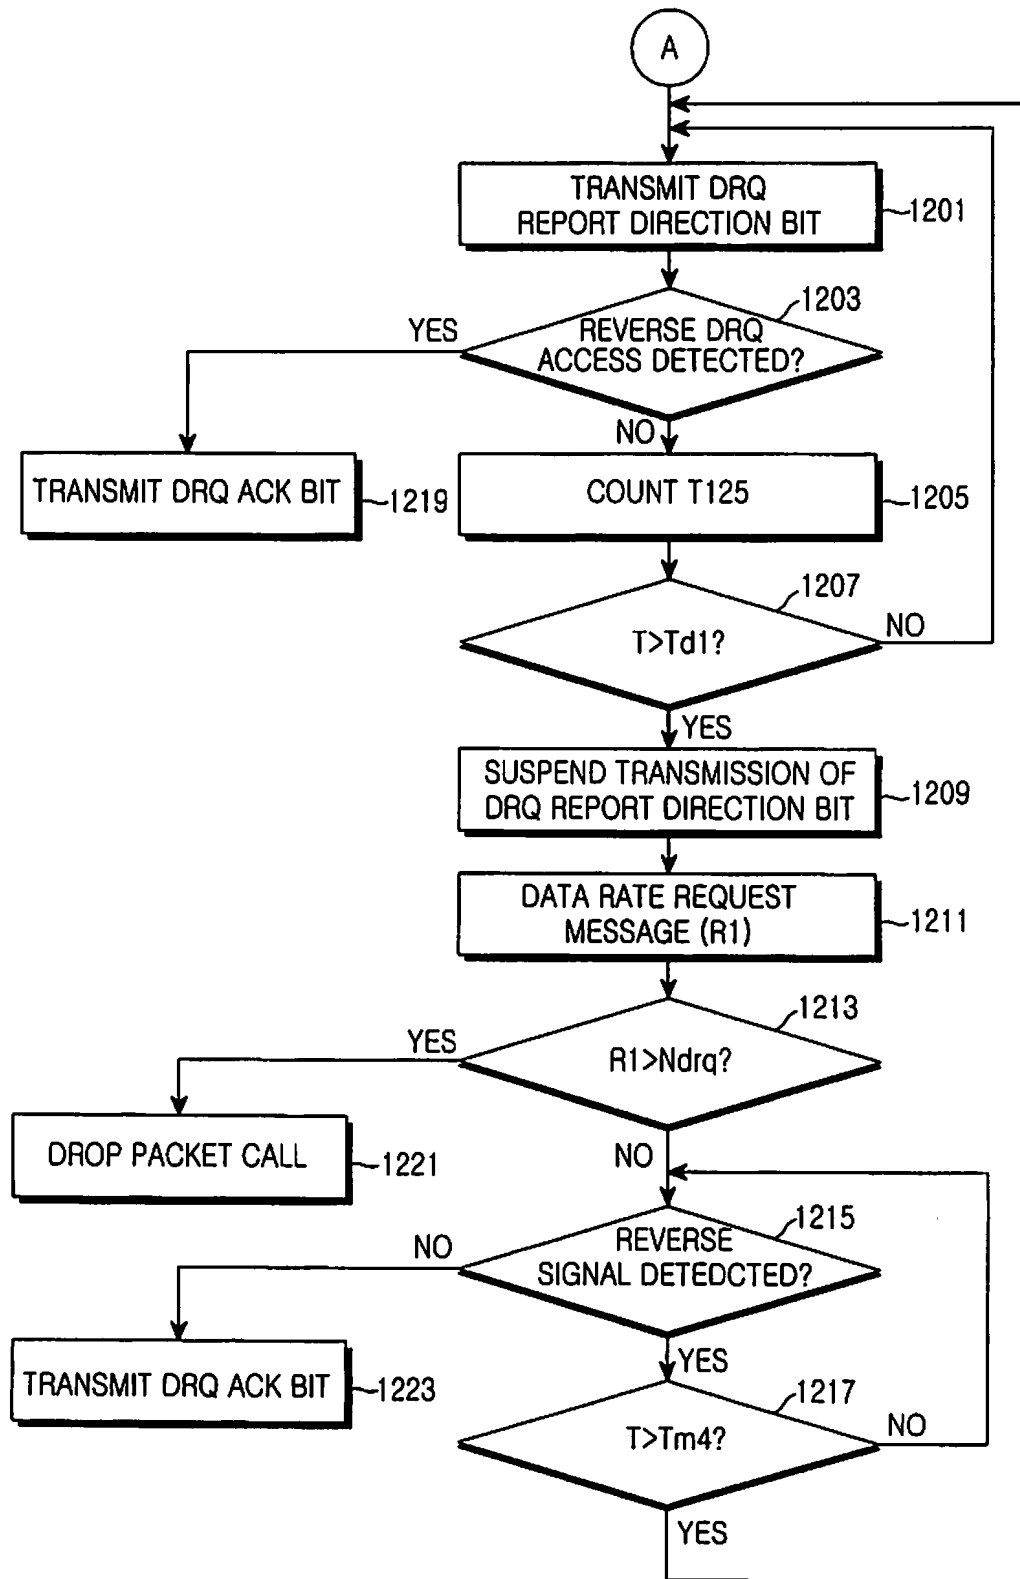 A
TRANSMIT DRQ
REPORT DIRECTION BIT
1201
1203
YES
REVERSE DRQ
ACCESS DETECTED?
NO
TRANSMIT DRQ ACK BIT
1219
COUNT T125
1205
1207
T>Td1?
NO
YES
SUSPEND TRANSMISSION OF
DRQ REPORT DIRECTION BIT
1209
DATA RATE REQUEST
MESSAGE (R1)
1211
1213
YES
R1>Ndrq?
DROP PACKET CALL
1221
NO
1215
NO
REVERSE
SIGNAL DETEDCTED?
TRANSMIT DRQ ACK BIT
1223
YES
1217
T>Tm4?
NO
YES